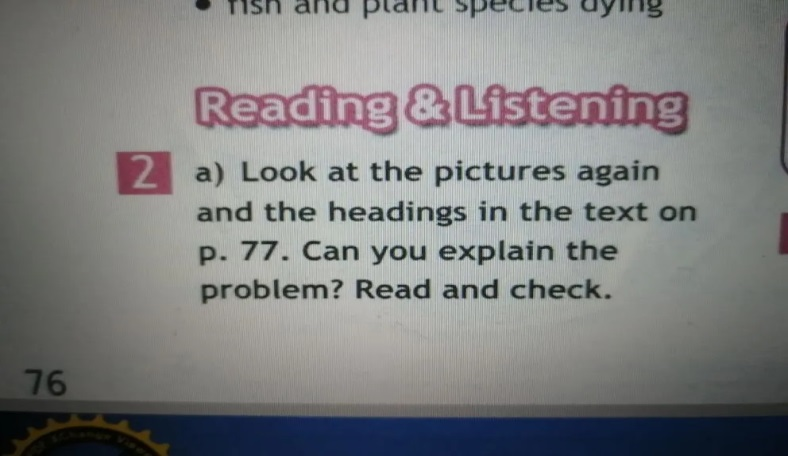 • fish and plant species dying
Reading & Listening
2 a) Look at the pictures again
and the headings in the text on
p. 77. Can you explain the
problem? Read and check.
76